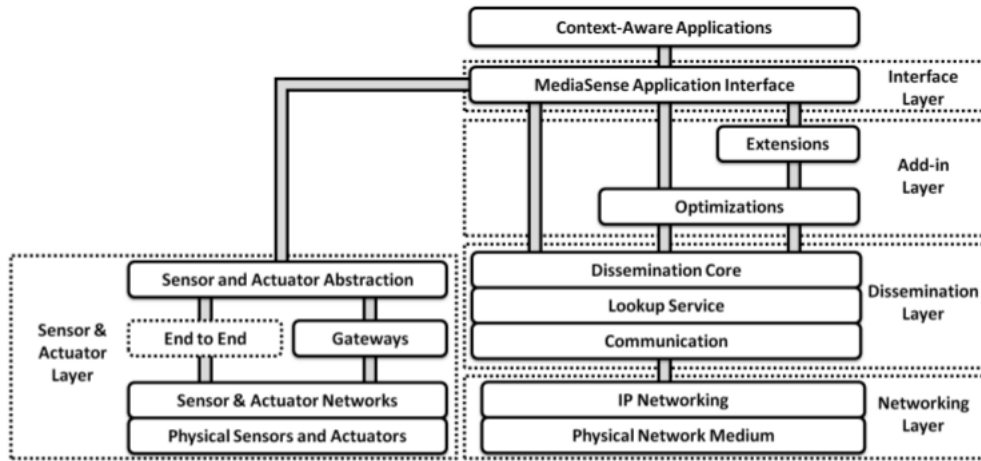 Context-Aware Applications
MediaSense Application Interface
Interface
Layer
Extensions
Add-in
Layer
Optimizations
Sensor and Actuator Abstraction
Dissemination Core
Lookup Service
Dissemination
Layer
Communication
Sensor &
Actuator
Layer
End to End
Gateways
Sensor & Actuator Networks
Physical Sensors and Actuators
IP Networking
Physical Network Medium
Networking
Layer